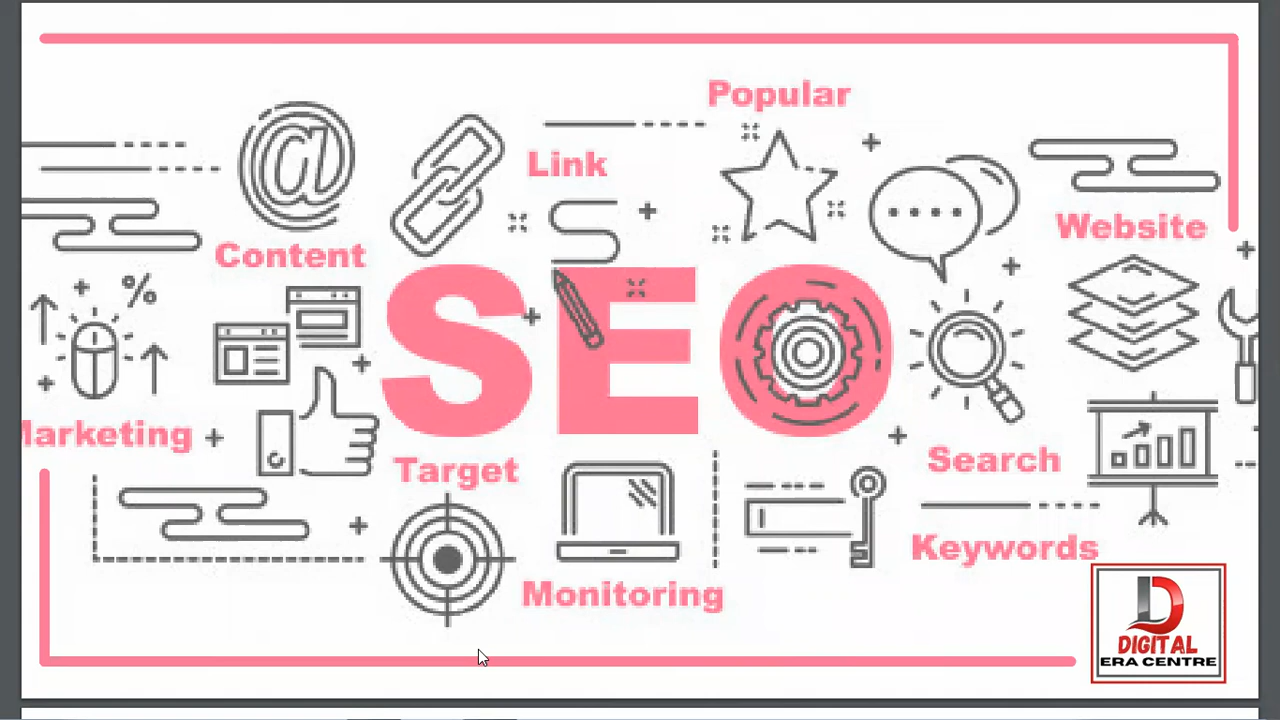 Popular
Link
Website
Content
%
@
SEO
Marketing
Search
Target
Keywords
Monitoring
DIGITAL
ERA CENTRE